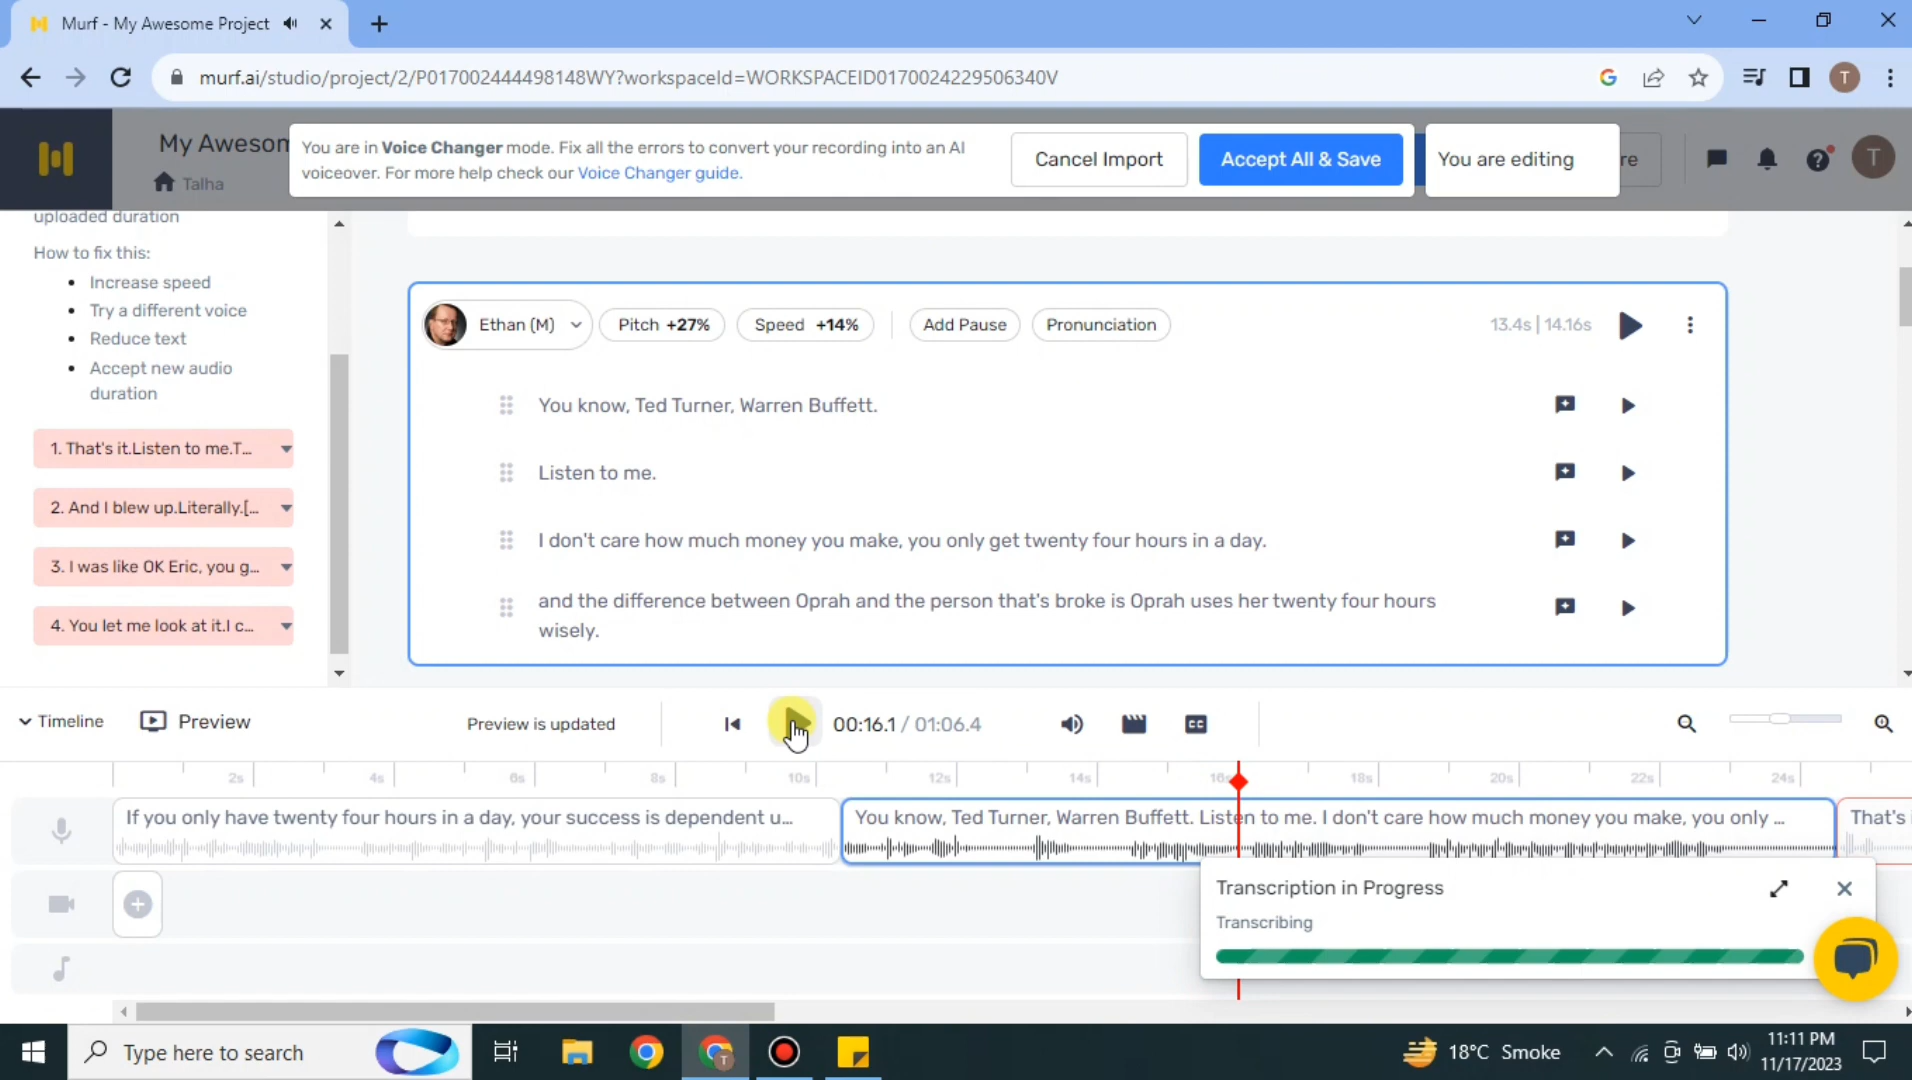 Murf - My Awesome Project
murf.ai/studio/project/2/P017002444498148WY?workspaceId=WORKSPACEID0170024229506340V
T
My Awesom
Talha
You are in Voice Changer mode. Fix all the errors to convert your recording into an AI
voiceover. For more help check our Voice Changer guide.
Cancel Import
Accept All & Save
You are editing
re
T
uploaded duration
How to fix this:
Increase speed
Try a different voice
Reduce text
Accept new audio
duration
1. That's it.Listen to me.T...
2. And I blew up.Literally.[...
3. I was like OK Eric, you g...
4. You let me look at it.I c...
Ethan (M)
Pitch +27%
Speed +14%
Add Pause
Pronunciation
13.4s | 14.16s
You know, Ted Turner, Warren Buffett.
Listen to me.
I don't care how much money you make, you only get twenty four hours in a day.
and the difference between Oprah and the person that's broke is Oprah uses her twenty four hours
wisely.
Timeline
Preview
Preview is updated
00:16.1 / 01:06.4
CC
2s 4s 6s 8s 10s 12s 14s 16s 18s 20s 22s 24s
If you only have twenty four hours in a day, your success is dependent u...
You know, Ted Turner, Warren Buffett. Listen to me. I don't care how much money you make, you only ...
That's
Transcription in Progress
Transcribing
Type here to search
T
18°C Smoke
11:11 PM
11/17/2023